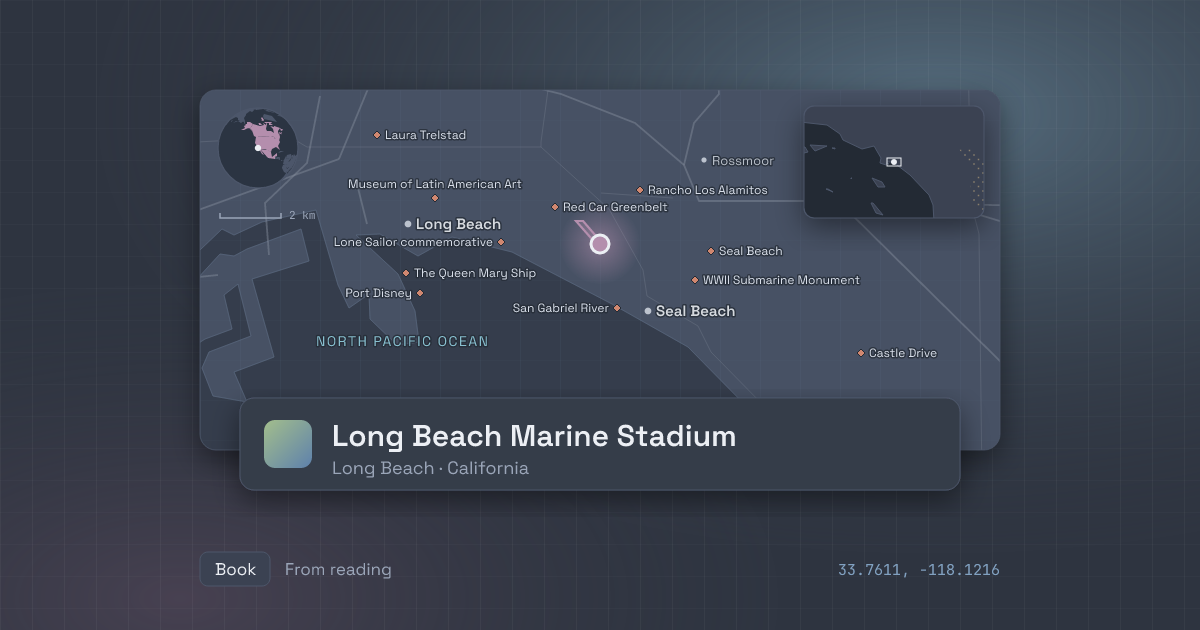 Laura Trelstad
Rossmoor
Museum of Latin American Art
Rancho Los Alamitos
Red Car Greenbelt
2 km
Long Beach
Lone Sailor commemorative
Seal Beach
The Queen Mary Ship
WWII Submarine Monument
Port Disney
San Gabriel River
Seal Beach
NORTH PACIFIC OCEAN
Castle Drive
Long Beach Marine Stadium
Long Beach · California
Book
From reading
33.7611, -118.1216